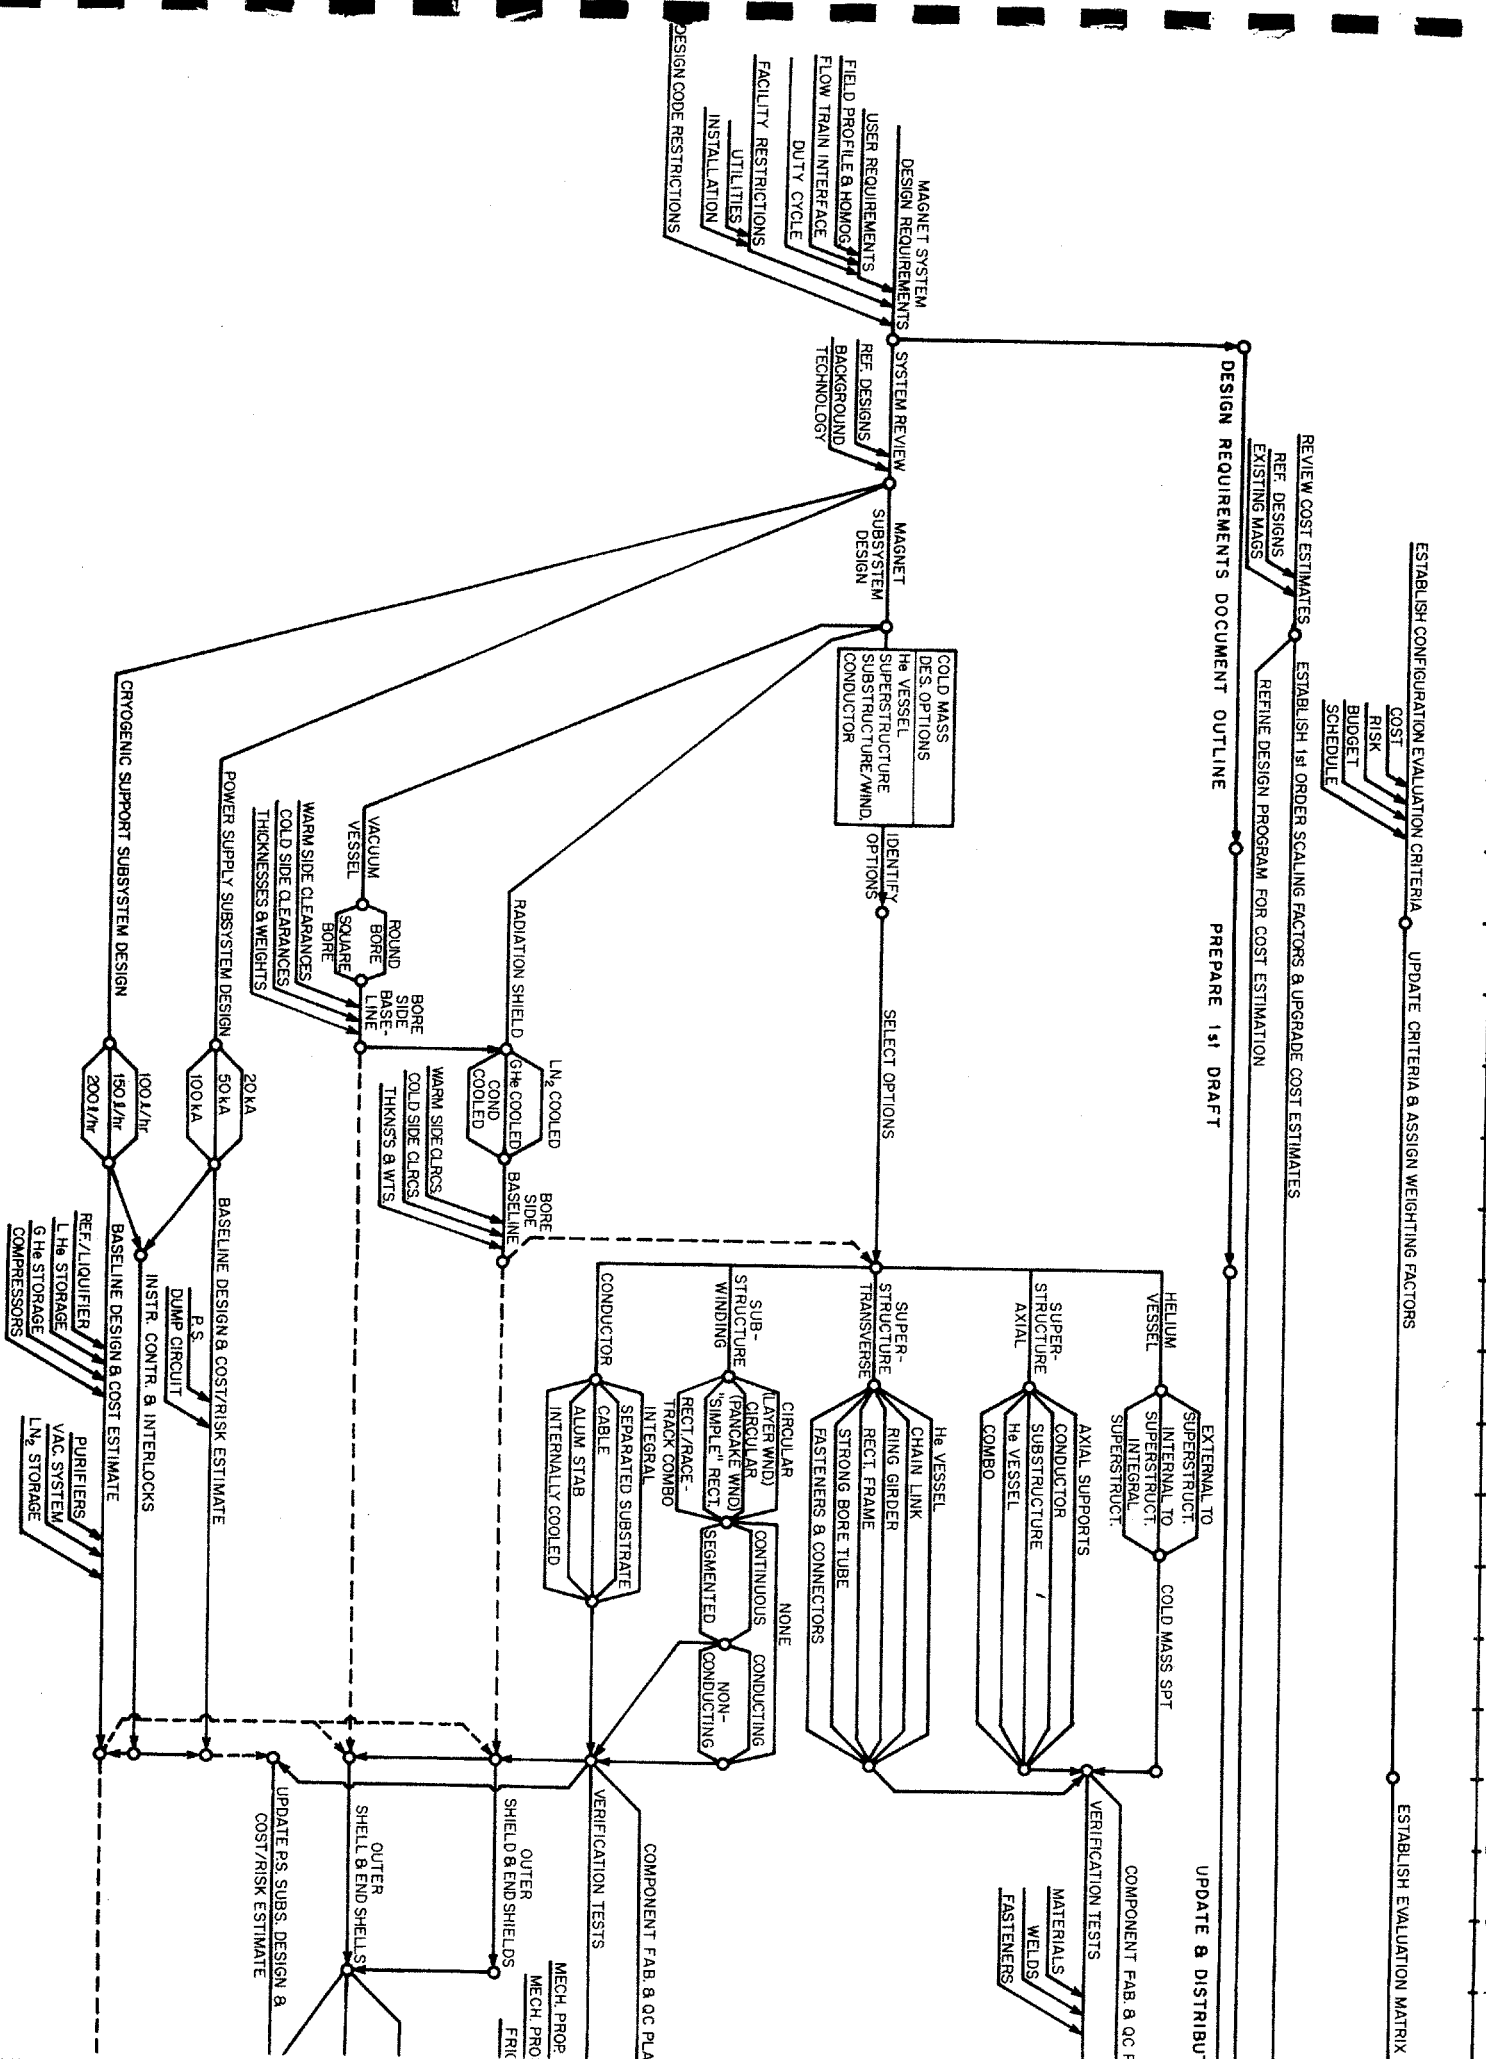 ESTABLISH CONFIGURATION EVALUATION CRITERIA
COST
RISK
BUDGET
SCHEDULE
UPDATE CRITERIA & ASSIGN WEIGHTING FACTORS
ESTABLISH EVALUATION MATRIX
REVIEW COST ESTIMATES
REF. DESIGNS
EXISTING MAGS
ESTABLISH 1st ORDER SCALING FACTORS & UPGRADE COST ESTIMATES
REFINE DESIGN PROGRAM FOR COST ESTIMATION
DESIGN REQUIREMENTS DOCUMENT OUTLINE
PREPARE 1st DRAFT
UPDATE & DISTRIBUT
MAGNET SYSTEM
DESIGN REQUIREMENTS
USER REQUIREMENTS
FIELD PROFILE & HOMOG.
FLOW TRAIN INTERFACE
DUTY CYCLE
FACILITY RESTRICTIONS
UTILITIES
INSTALLATION
DESIGN CODE RESTRICTIONS
SYSTEM REVIEW
REF. DESIGNS
BACKGROUND
TECHNOLOGY
MAGNET
SUBSYSTEM
DESIGN
COLD MASS
DES. OPTIONS
He VESSEL
SUPERSTRUCTURE
SUBSTRUCTURE/WIND.
CONDUCTOR
IDENTIFY
OPTIONS
SELECT OPTIONS
HELIUM
VESSEL
EXTERNAL TO
SUPERSTRUCT.
INTERNAL TO
SUPERSTRUCT.
INTEGRAL
SUPERSTRUCT.
COLD MASS SPT
SUPER-
STRUCTURE
AXIAL
AXIAL SUPPORTS
CONDUCTOR
SUBSTRUCTURE
He VESSEL
COMBO
COMPONENT FAB. & QC P
VERIFICATION TESTS
MATERIALS
WELDS
FASTENERS
SUPER-
STRUCTURE
TRANSVERSE
He VESSEL
CHAIN LINK
RING GIRDER
RECT. FRAME
STRONG BORE TUBE
FASTENERS & CONNECTORS
SUB-
STRUCTURE
WINDING
CIRCULAR
(LAYER WND.)
CIRCULAR
(PANCAKE WND)
"SIMPLE" RECT.
RECT/RACE-
TRACK COMBO
NONE
CONTINUOUS
SEGMENTED
CONDUCTING
NON-
CONDUCTING
CONDUCTOR
INTEGRAL
SEPARATED SUBSTRATE
CABLE
ALUM STAB
INTERNALLY COOLED
COMPONENT FAB. & QC PLA
VERIFICATION TESTS
MECH. PROP.
MECH. PRO
FRIC
RADIATION SHIELD
LN₂ COOLED
GHe COOLED
COND
COOLED
BORE
SIDE
BASELINE
WARM SIDE CLRCS.
COLD SIDE CLRCS.
THKNS'S & WTS.
OUTER
SHIELD & END SHIELDS
VACUUM
VESSEL
ROUND
BORE
SQUARE
BORE
BORE
SIDE
BASE-
LINE
WARM SIDE CLEARANCES
COLD SIDE CLEARANCES
THICKNESSES & WEIGHTS
OUTER
SHELL & END SHELLS
POWER SUPPLY SUBSYSTEM DESIGN
20 kA
50 kA
100 kA
BASELINE DESIGN & COST/RISK ESTIMATE
P.S.
DUMP CIRCUIT
UPDATE P.S. SUBS. DESIGN &
COST/RISK ESTIMATE
INSTR. CONTR. & INTERLOCKS
CRYOGENIC SUPPORT SUBSYSTEM DESIGN
100 ℓ/hr
150 ℓ/hr
200 ℓ/hr
BASELINE DESIGN & COST ESTIMATE
REF./LIQUIFIER
L He STORAGE
G He STORAGE
COMPRESSORS
PURIFIERS
VAC. SYSTEM
LN₂ STORAGE